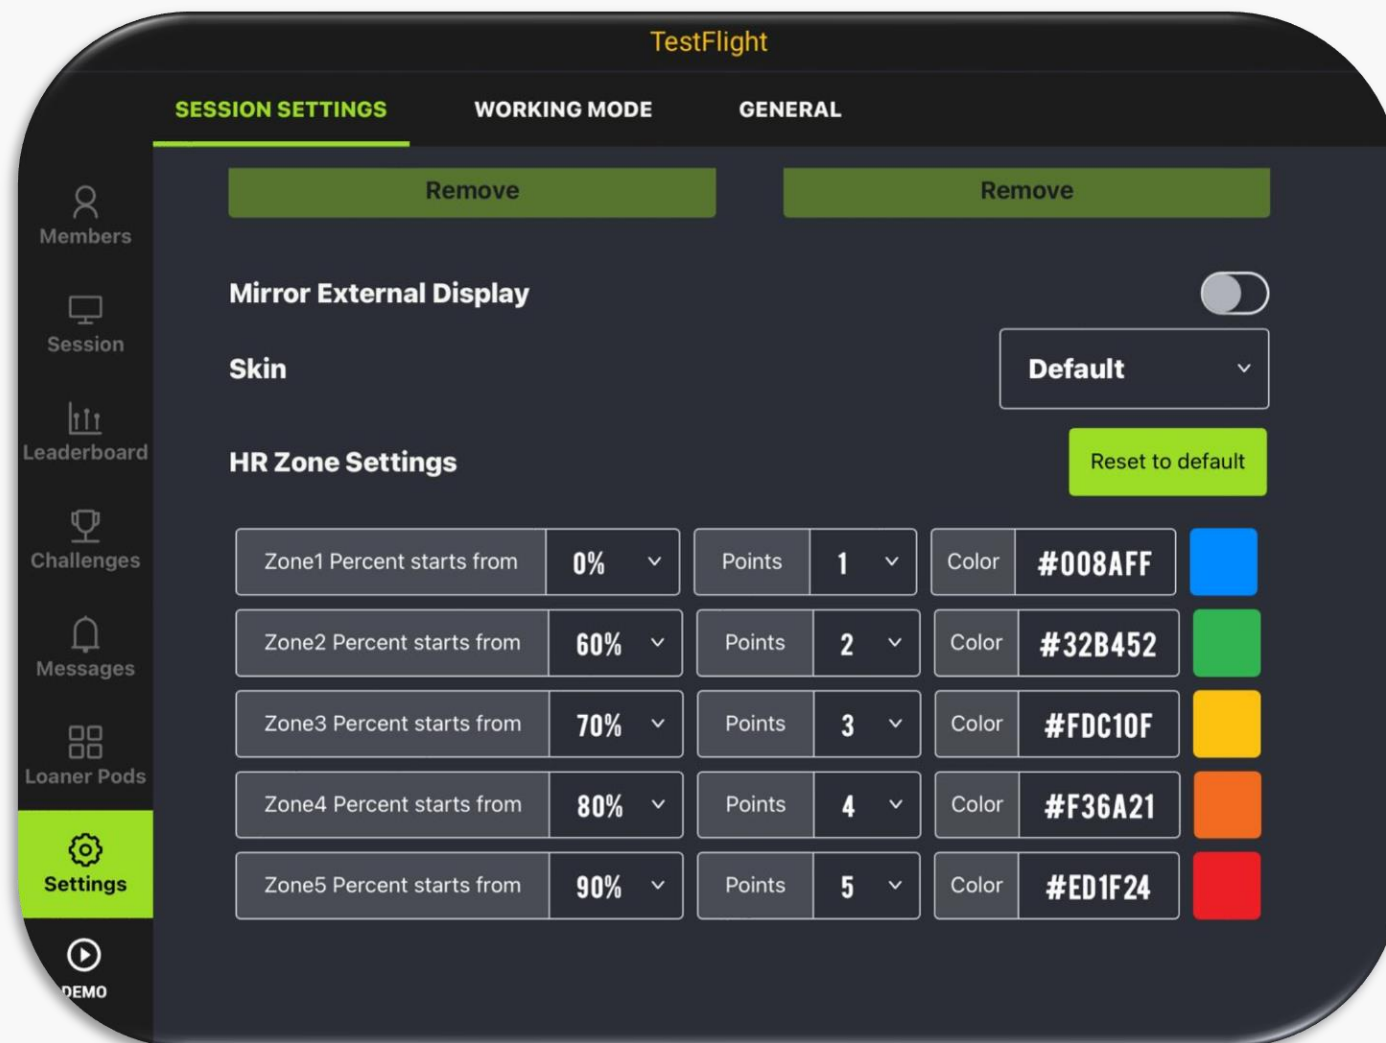 TestFlight
SESSION SETTINGS WORKING MODE GENERAL
Members
Session
Leaderboard
Challenges
Messages
Loaner Pods
Settings
DEMO
Remove Remove
Mirror External Display
Skin Default
HR Zone Settings Reset to default
Zone1 Percent starts from 0% Points 1 Color #008AFF
Zone2 Percent starts from 60% Points 2 Color #32B452
Zone3 Percent starts from 70% Points 3 Color #FDC10F
Zone4 Percent starts from 80% Points 4 Color #F36A21
Zone5 Percent starts from 90% Points 5 Color #ED1F24